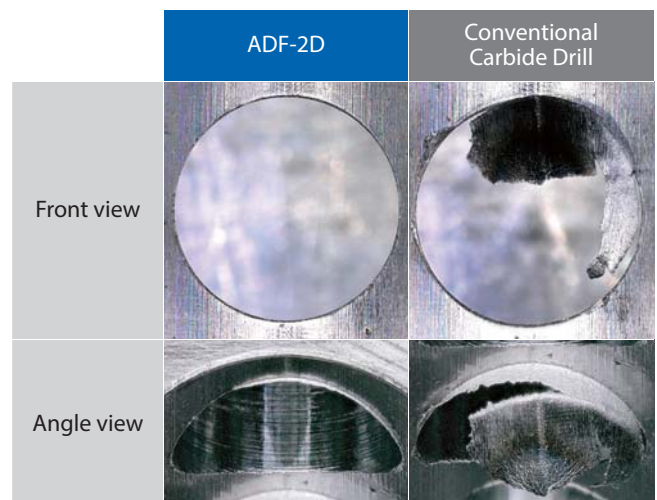 ADF-2D
Conventional
Carbide Drill
Front view
Angle view